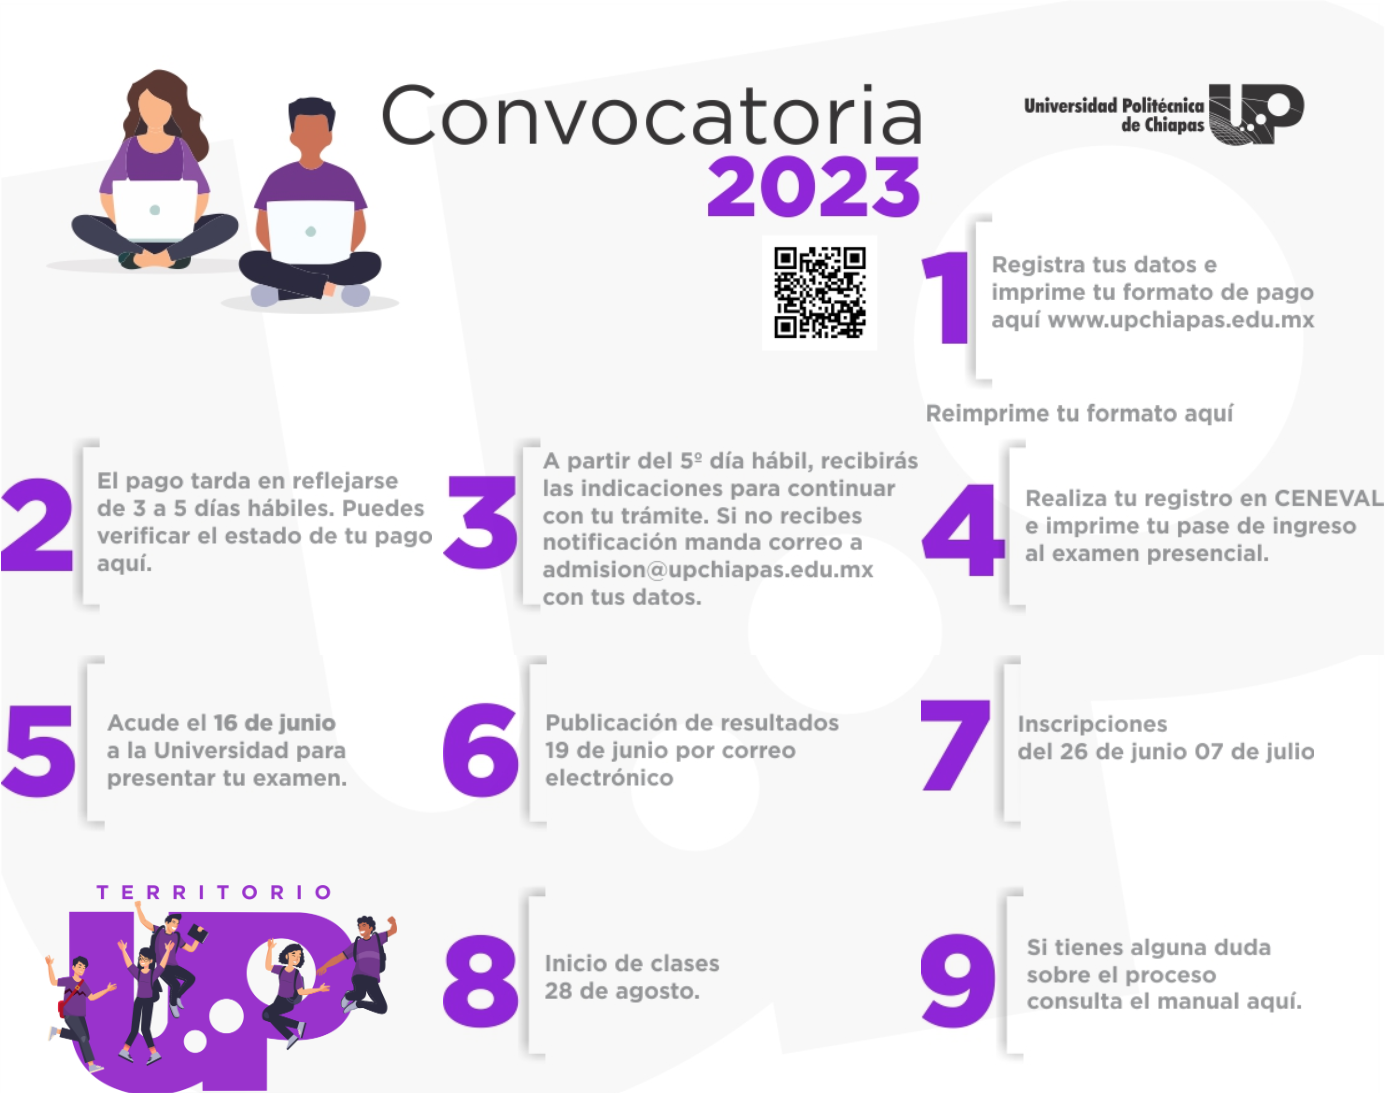 Convocatoria
2023
Universidad Politécnica
de Chiapas
UP
1
Registra tus datos e
imprime tu formato de pago
aquí www.upchiapas.edu.mx
Reimprime tu formato aquí
2
El pago tarda en reflejarse
de 3 a 5 días hábiles. Puedes
verificar el estado de tu pago
aquí.
3
A partir del 5º día hábil, recibirás
las indicaciones para continuar
con tu trámite. Si no recibes
notificación manda correo a
admision@upchiapas.edu.mx
con tus datos.
4
Realiza tu registro en CENEVAL
e imprime tu pase de ingreso
al examen presencial.
5
Acude el 16 de junio
a la Universidad para
presentar tu examen.
6
Publicación de resultados
19 de junio por correo
electrónico
7
Inscripciones
del 26 de junio 07 de julio
TERRITORIO
UP
8
Inicio de clases
28 de agosto.
9
Si tienes alguna duda
sobre el proceso
consulta el manual aquí.